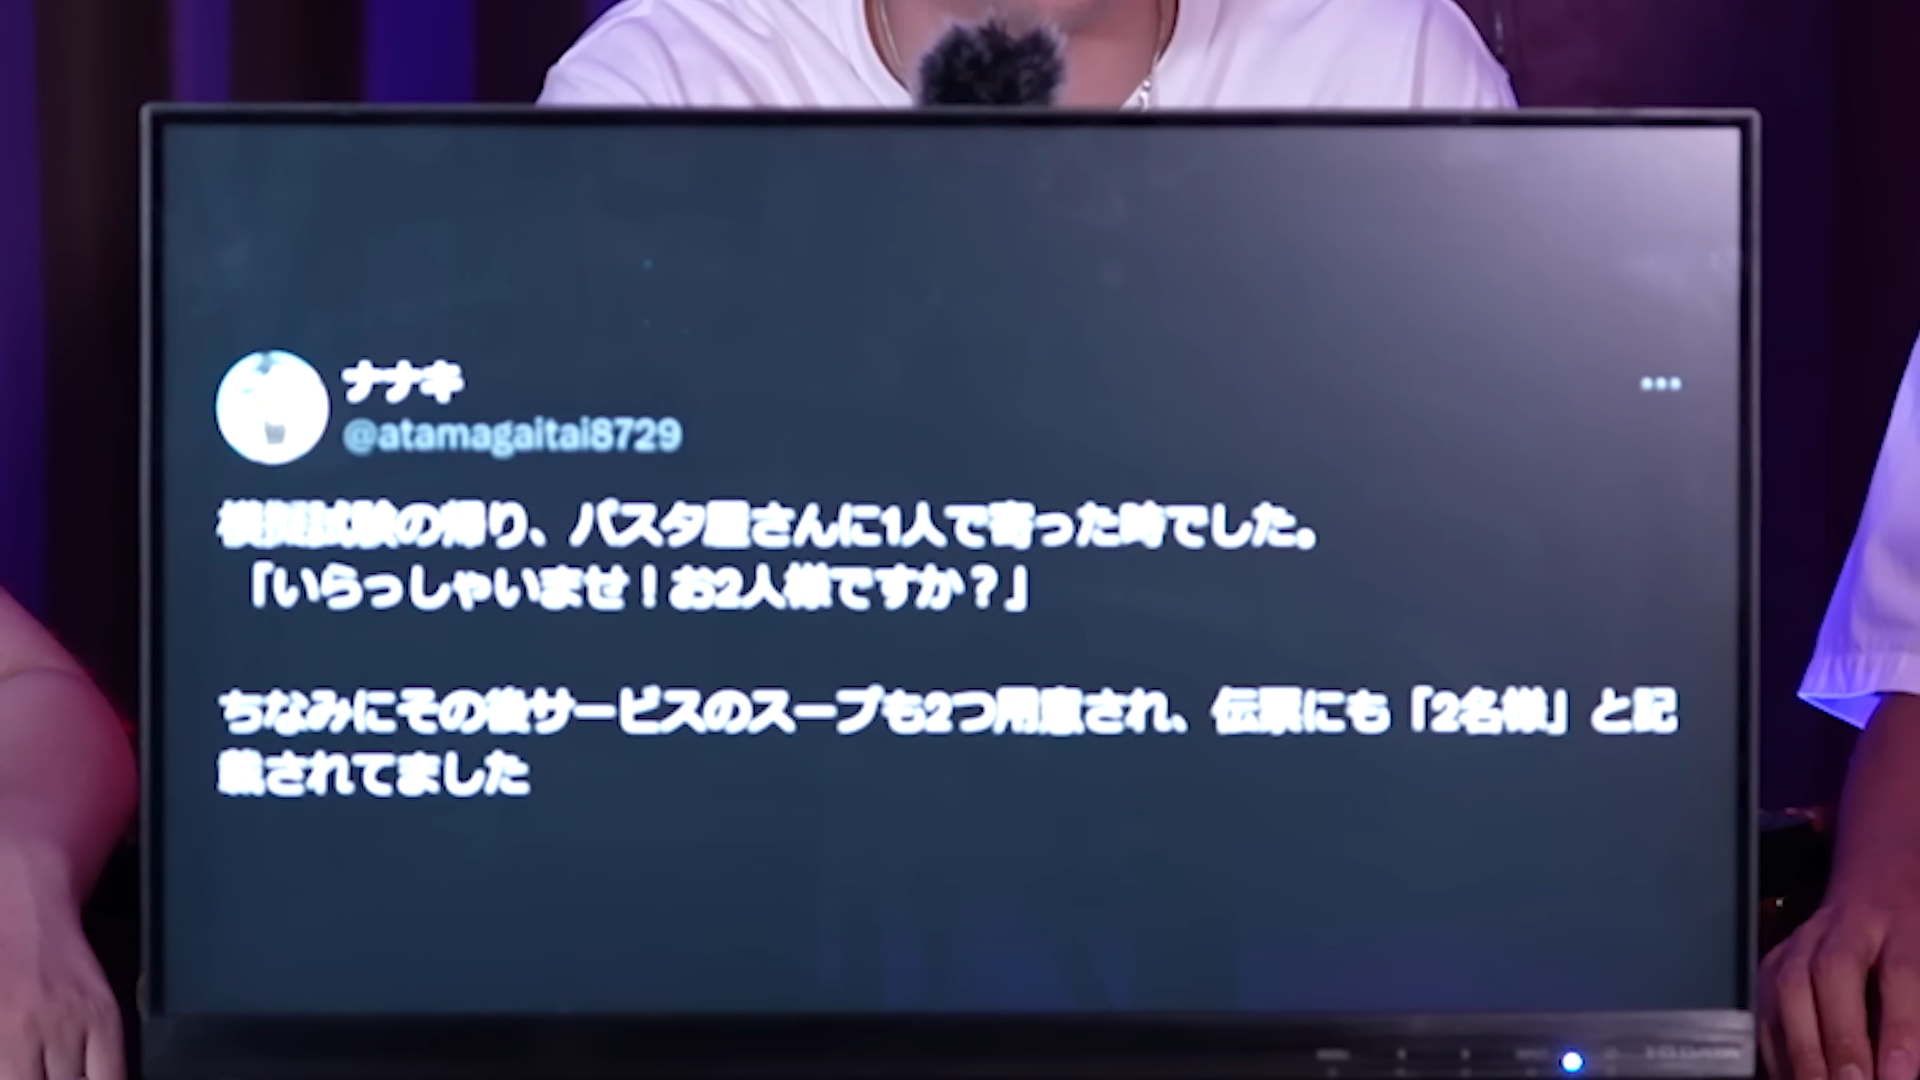 ナナキ
@atamagaitai8729
模擬試験の帰り、パスタ屋さんに1人で寄った時でした。
「いらっしゃいませ！お2人様ですか？」
ちなみにその後サービスのスープも2つ用意され、伝票にも「2名様」と記
載されてました
I-O DATA